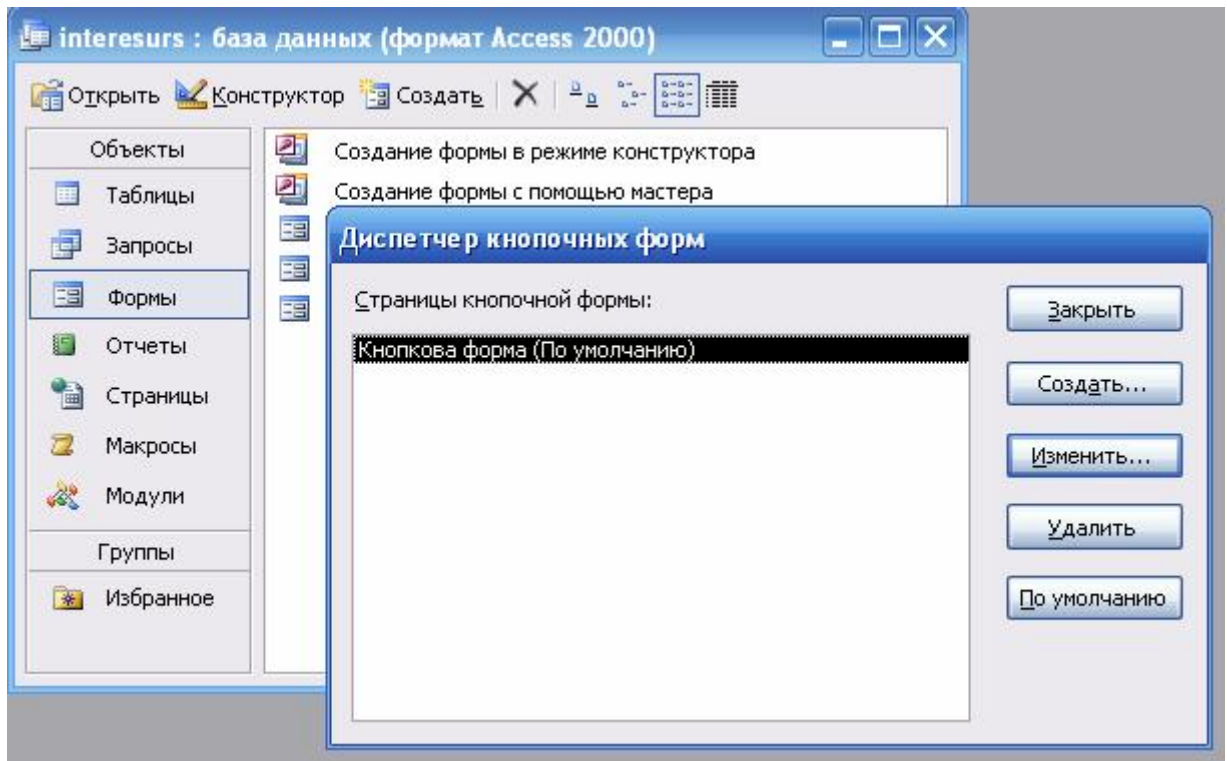 interesurs : база данных (формат Access 2000)
Открыть Конструктор Создать
Объекты
Таблицы
Запросы
Формы
Отчеты
Страницы
Макросы
Модули
Группы
Избранное
Создание формы в режиме конструктора
Создание формы с помощью мастера
Диспетчер кнопочных форм
Страницы кнопочной формы:
Кнопкова форма (По умолчанию)
Закрыть
Создать...
Изменить...
Удалить
По умолчанию